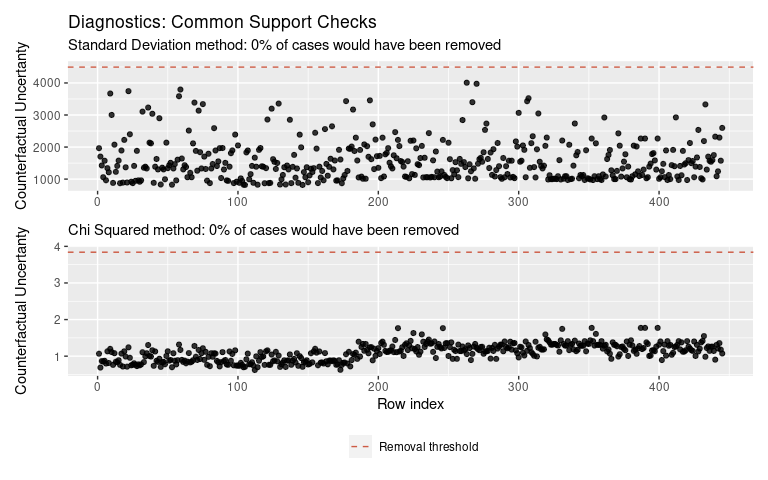 Diagnostics: Common Support Checks
Standard Deviation method: 0% of cases would have been removed
Counterfactual Uncertanty
4000
3000
2000
1000
0
100
200
300
400
Chi Squared method: 0% of cases would have been removed
Counterfactual Uncertanty
4
3
2
1
0
100
200
300
400
Row index
Removal threshold